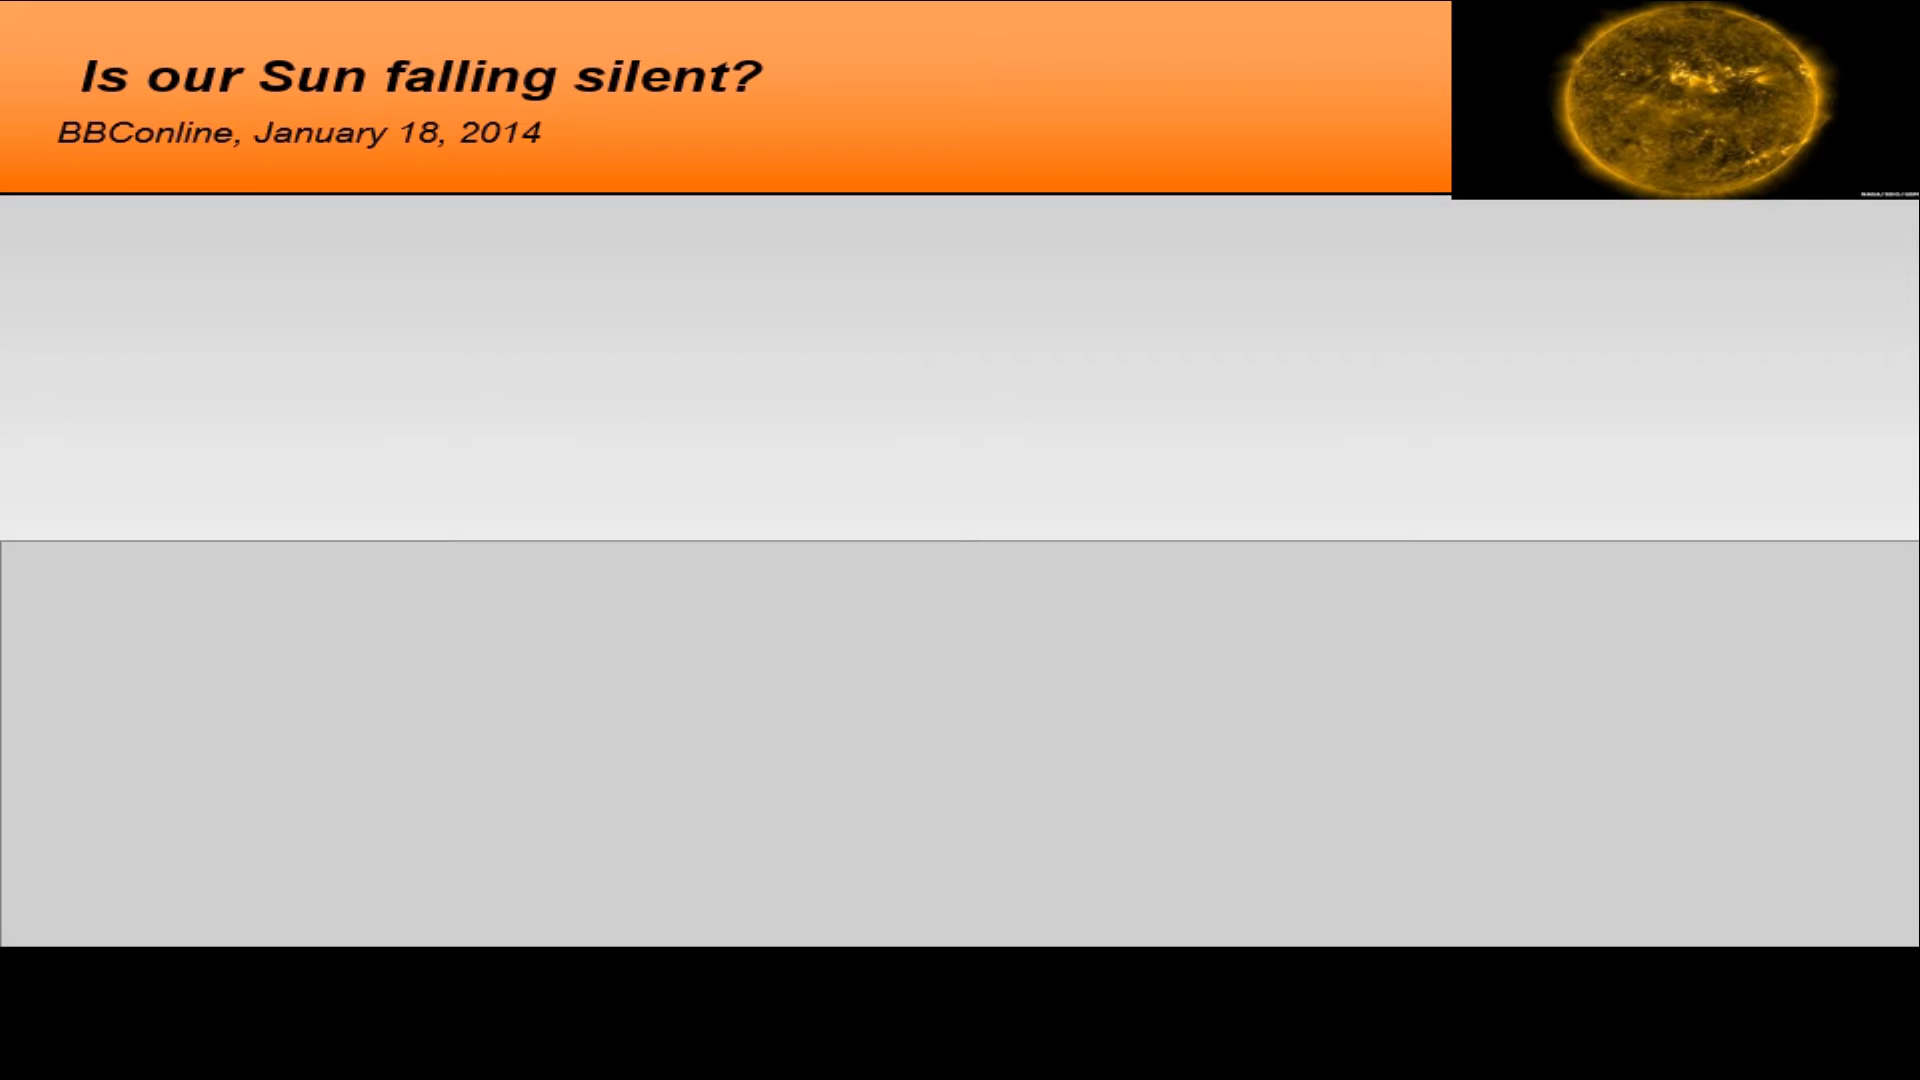 Is our Sun falling silent?
BBConline, January 18, 2014